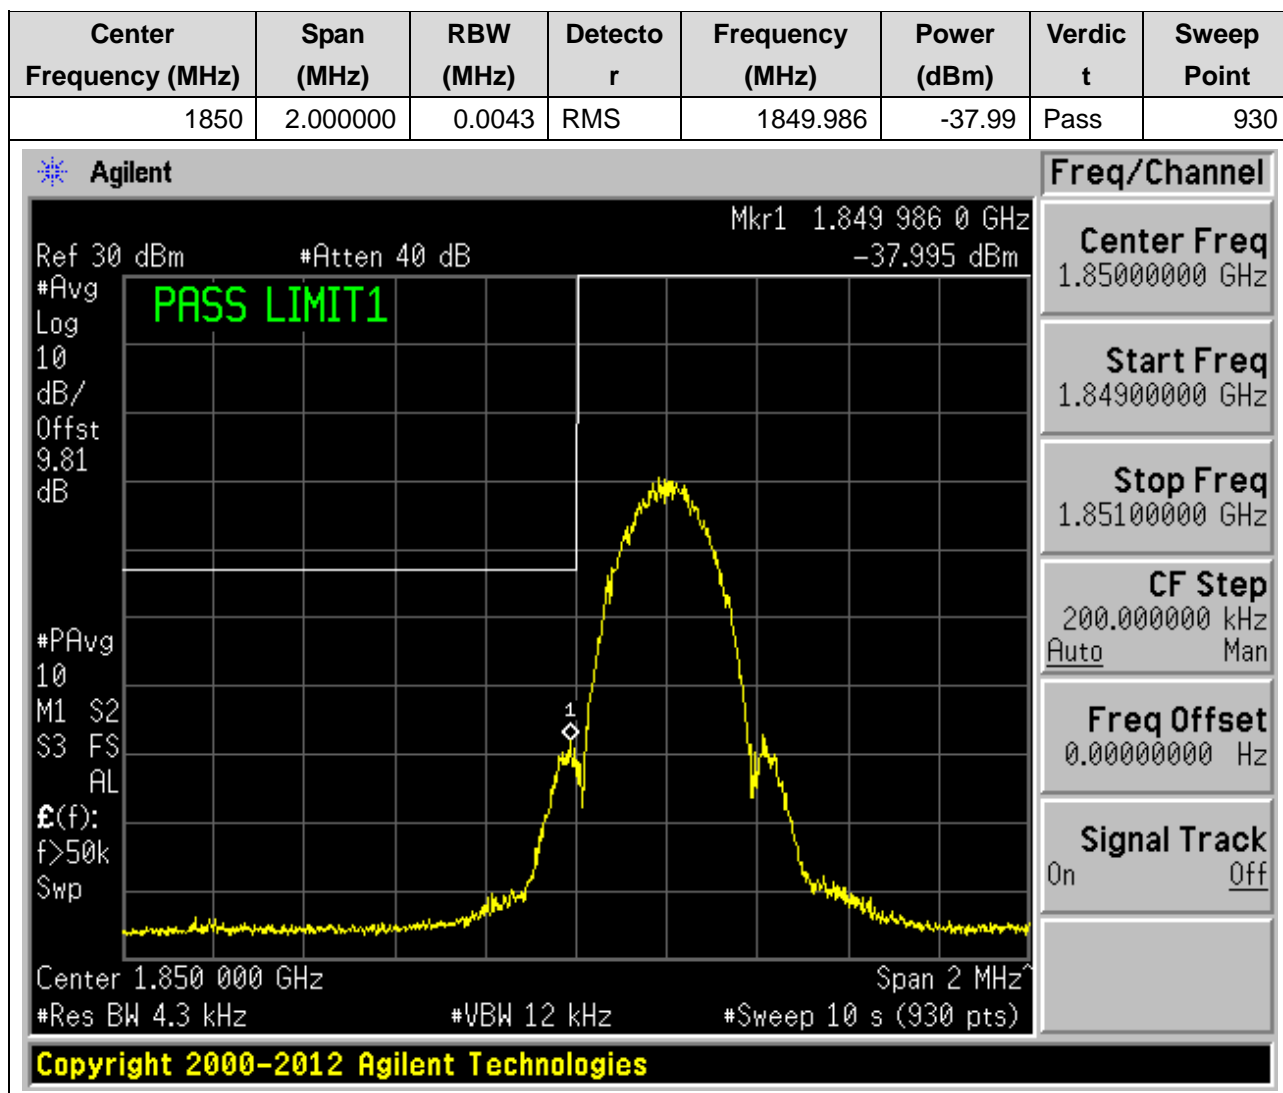 Center Span RBW Detecto Frequency Power Verdic Sweep
Frequency (MHz) (MHz) (MHz) r (MHz) (dBm) t Point
1850 2.000000 0.0043 RMS 1849.986 -37.99 Pass 930
Agilent Freq/Channel
Mkr1 1.849 986 0 GHz
Ref 30 dBm #Atten 40 dB -37.995 dBm
#Avg
Log
10
dB/
Offst
9.81
dB
PASS LIMIT1
#PAvg
10
M1 S2
S3 FS
AL
£(f):
f>50k
Swp
1
Center 1.850 000 GHz Span 2 MHz^
#Res BW 4.3 kHz #VBW 12 kHz #Sweep 10 s (930 pts)
Center Freq
1.85000000 GHz
Start Freq
1.84900000 GHz
Stop Freq
1.85100000 GHz
CF Step
200.000000 kHz
Auto Man
Freq Offset
0.00000000 Hz
Signal Track
On Off
Copyright 2000-2012 Agilent Technologies